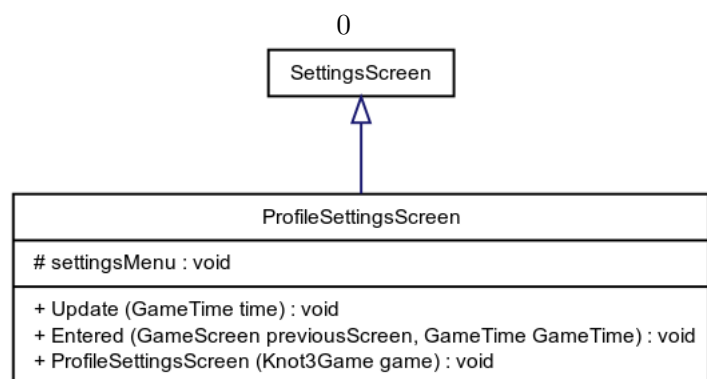 0
SettingsScreen
ProfileSettingsScreen
# settingsMenu : void
+ Update (GameTime time) : void
+ Entered (GameScreen previousScreen, GameTime GameTime) : void
+ ProfileSettingsScreen (Knot3Game game) : void